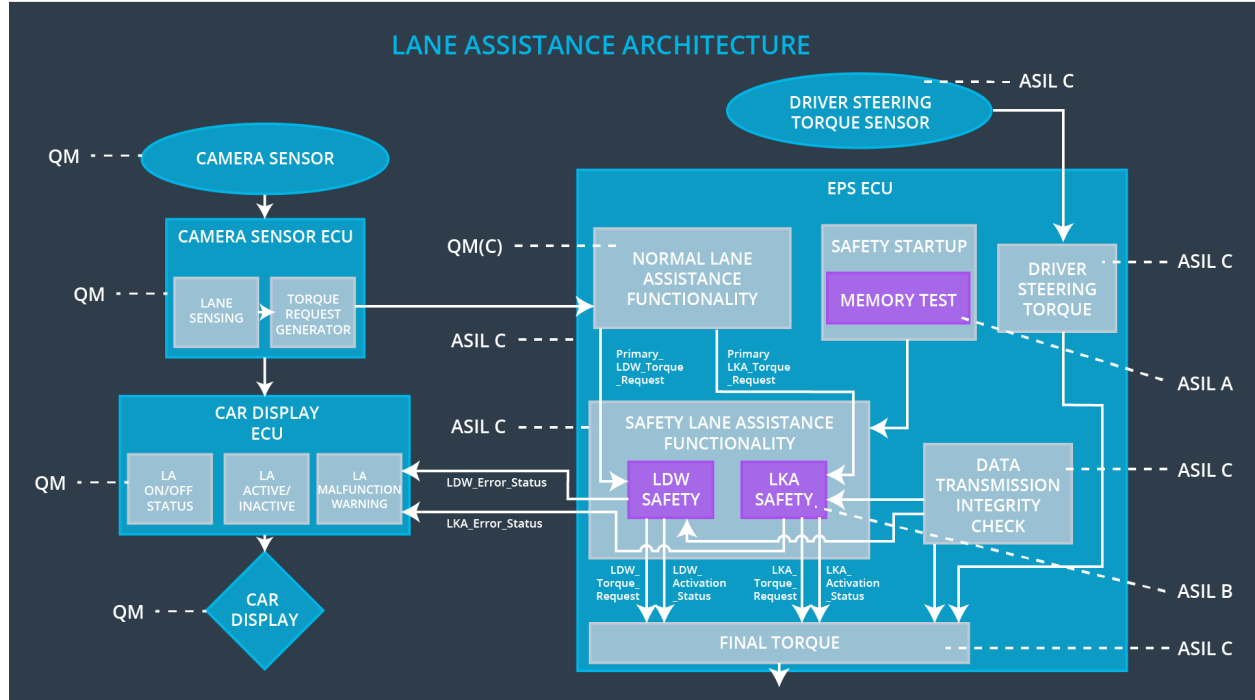 LANE ASSISTANCE ARCHITECTURE
ASIL C
DRIVER STEERING
TORQUE SENSOR
QM
CAMERA SENSOR
EPS ECU
CAMERA SENSOR ECU
QM(C)
NORMAL LANE
ASSISTANCE
FUNCTIONALITY
SAFETY STARTUP
MEMORY TEST
DRIVER
STEERING
TORQUE
ASIL C
QM
LANE
SENSING
TORQUE
REQUEST
GENERATOR
ASIL C
Primary_
LDW_Torque
_Request
Primary
LKA_Torque
_Request
ASIL A
CAR DISPLAY
ECU
ASIL C
SAFETY LANE ASSISTANCE
FUNCTIONALITY
QM
LA
ON/OFF
STATUS
LA
ACTIVE/
INACTIVE
LA
MALFUNCTION
WARNING
LDW_Error_Status
LKA_Error_Status
LDW
SAFETY
LKA
SAFETY
DATA
TRANSMISSION
INTEGRITY
CHECK
ASIL C
LDW_
Torque_
Request
LDW_
Activation
_Status
LKA_
Torque_
Request
LKA_
Activation
_Status
ASIL B
QM
CAR
DISPLAY
FINAL TORQUE
ASIL C